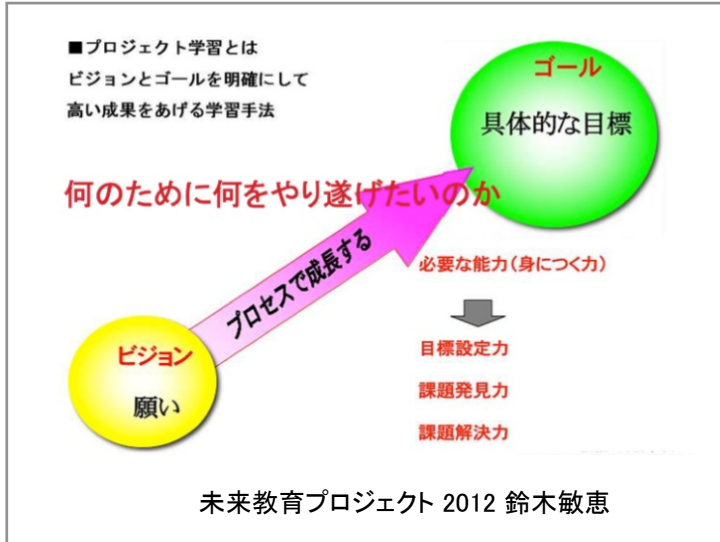 ■プロジェクト学習とは
ビジョンとゴールを明確にして
高い成果をあげる学習手法
ゴール
具体的な目標
何のために何をやり遂げたいのか
プロセスで成長する
ビジョン
願い
必要な能力(身につく力)
目標設定力
課題発見力
課題解決力
未来教育プロジェクト 2012 鈴木敏恵